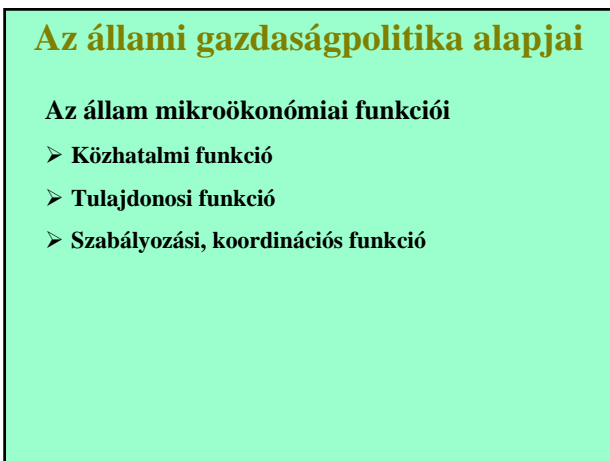 Az állami gazdaságpolitika alapjai
Az állam mikroökonómiai funkciói
➢ Közhatalmi funkció
➢ Tulajdonosi funkció
➢ Szabályozási, koordinációs funkció